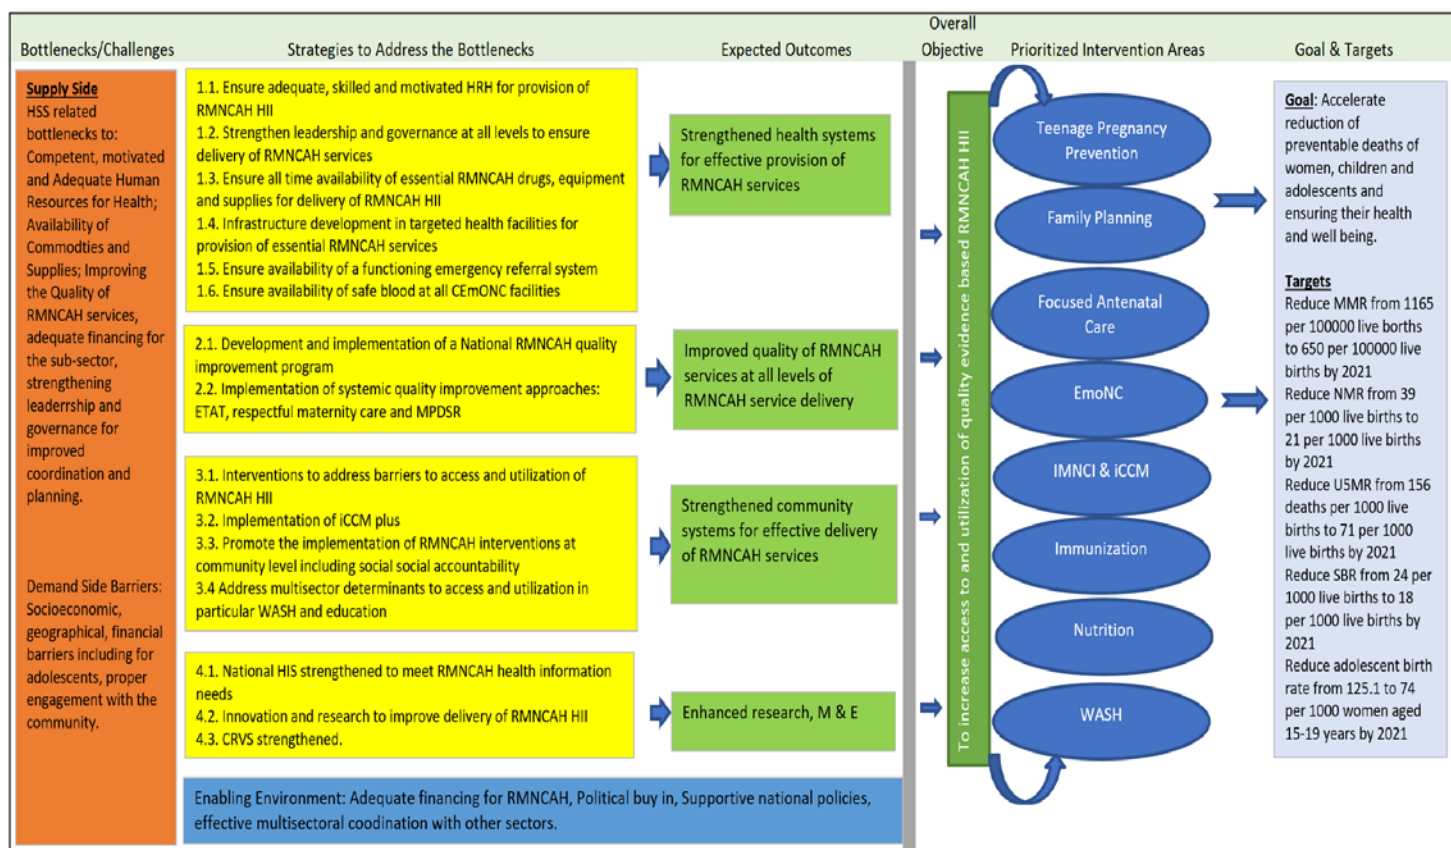 Bottlenecks/Challenges
Strategies to Address the Bottlenecks
Expected Outcomes
Overall
Objective
Prioritized Intervention Areas
Goal & Targets
Supply Side
HSS related
bottlenecks to:
Competent, motivated
and Adequate Human
Resources for Health;
Availability of
Commodties and
Supplies; Improving
the Quality of
RMNCAH services,
adequate financing for
the sub-sector,
strengthening
leaderrship and
governance for
improved
coordination and
planning.
Demand Side Barriers:
Socioeconomic,
geographical, financial
barriers including for
adolescents, proper
engagement with the
community.
1.1. Ensure adequate, skilled and motivated HRH for provision of
RMNCAH HII
1.2. Strengthen leadership and governance at all levels to ensure
delivery of RMNCAH services
1.3. Ensure all time availability of essential RMNCAH drugs, equipment
and supplies for delivery of RMNCAH HII
1.4. Infrastructure development in targeted health facilities for
provision of essential RMNCAH services
1.5. Ensure availability of a functioning emergency referral system
1.6. Ensure availability of safe blood at all CEmONC facilities
2.1. Development and implementation of a National RMNCAH quality
improvement program
2.2. Implementation of systemic quality improvement approaches:
ETAT, respectful maternity care and MPDSR
3.1. Interventions to address barriers to access and utilization of
RMNCAH HII
3.2. Implementation of iCCM plus
3.3. Promote the implementation of RMNCAH interventions at
community level including social social accountability
3.4 Address multisector determinants to access and utilization in
particular WASH and education
4.1. National HIS strengthened to meet RMNCAH health information
needs
4.2. Innovation and research to improve delivery of RMNCAH HII
4.3. CRVS strengthened.
Enabling Environment: Adequate financing for RMNCAH, Political buy in, Supportive national policies,
effective multisectoral coodination with other sectors.
Strengthened health systems
for effective provision of
RMNCAH services
Improved quality of RMNCAH
services at all levels of
RMNCAH service delivery
Strengthened community
systems for effective delivery
of RMNCAH services
Enhanced research, M & E
To increase access to and utilization of quality evidence based RMNCAH HII
Teenage Pregnancy
Prevention
Family Planning
Focused Antenatal
Care
EmoNC
IMNCI & iCCM
Immunization
Nutrition
WASH
Goal: Accelerate
reduction of
preventable deaths of
women, children and
adolescents and
ensuring their health
and well being.
Targets
Reduce MMR from 1165
per 100000 live borths
to 650 per 100000 live
births by 2021
Reduce NMR from 39
per 1000 live births to
21 per 1000 live births
by 2021
Reduce U5MR from 156
deaths per 1000 live
births to 71 per 1000
live births by 2021
Reduce SBR from 24 per
1000 live births to 18
per 1000 live births by
2021
Reduce adolescent birth
rate from 125.1 to 74
per 1000 women aged
15-19 years by 2021